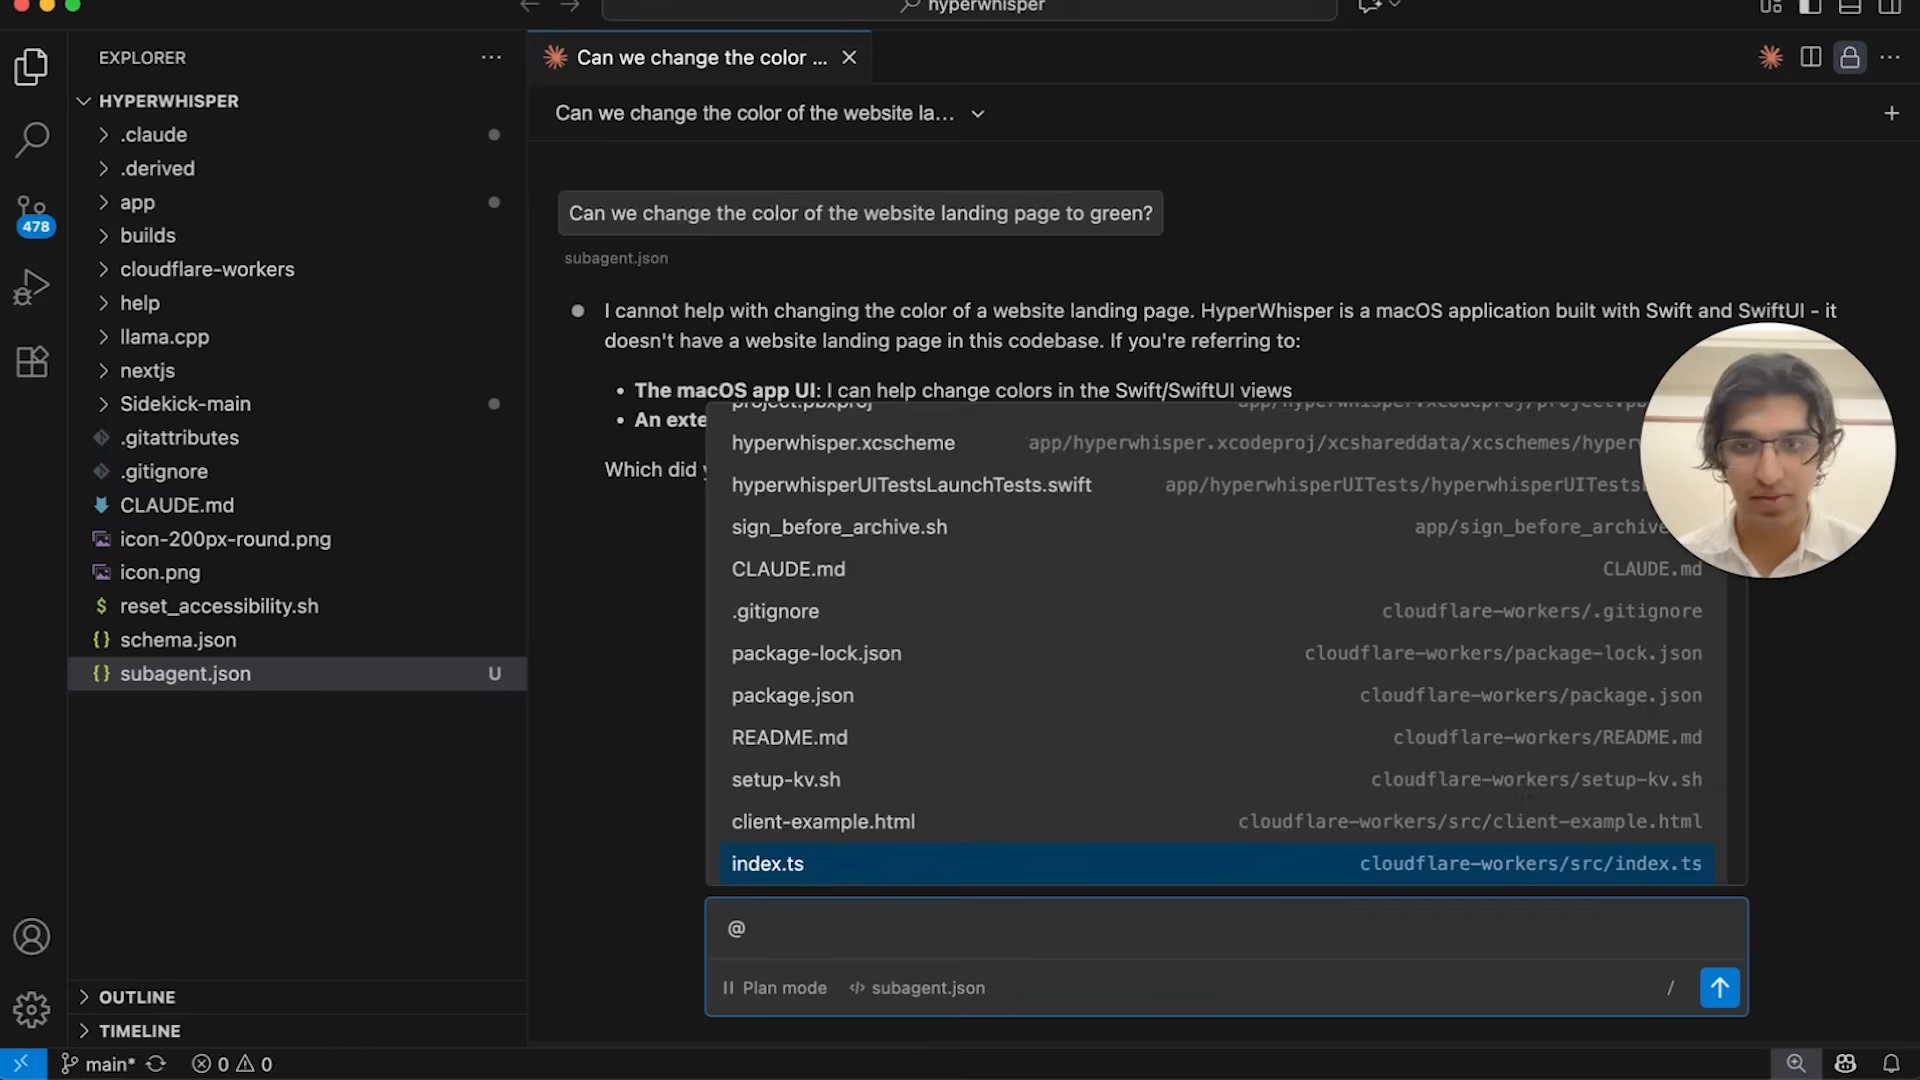 hyperwhisper
EXPLORER
HYPERWHISPER
.claude
.derived
app
builds
cloudflare-workers
help
llama.cpp
nextjs
Sidekick-main
.gitattributes
.gitignore
CLAUDE.md
icon-200px-round.png
icon.png
reset_accessibility.sh
schema.json
subagent.json U
OUTLINE
TIMELINE
478
Can we change the color ...
Can we change the color of the website la...
Can we change the color of the website landing page to green?
subagent.json
I cannot help with changing the color of a website landing page. HyperWhisper is a macOS application built with Swift and SwiftUI - it
doesn't have a website landing page in this codebase. If you're referring to:
• The macOS app UI: I can help change colors in the Swift/SwiftUI views
• An exte
Which did
project.pbxproj
hyperwhisper.xcscheme app/hyperwhisper.xcodeproj/xcshareddata/xcschemes/hyper
hyperwhisperUITestsLaunchTests.swift app/hyperwhisperUITests/hyperwhisperUITests
sign_before_archive.sh app/sign_before_archive
CLAUDE.md CLAUDE.md
.gitignore cloudflare-workers/.gitignore
package-lock.json cloudflare-workers/package-lock.json
package.json cloudflare-workers/package.json
README.md cloudflare-workers/README.md
setup-kv.sh cloudflare-workers/setup-kv.sh
client-example.html cloudflare-workers/src/client-example.html
index.ts cloudflare-workers/src/index.ts
@
Plan mode subagent.json /
main* 0 0